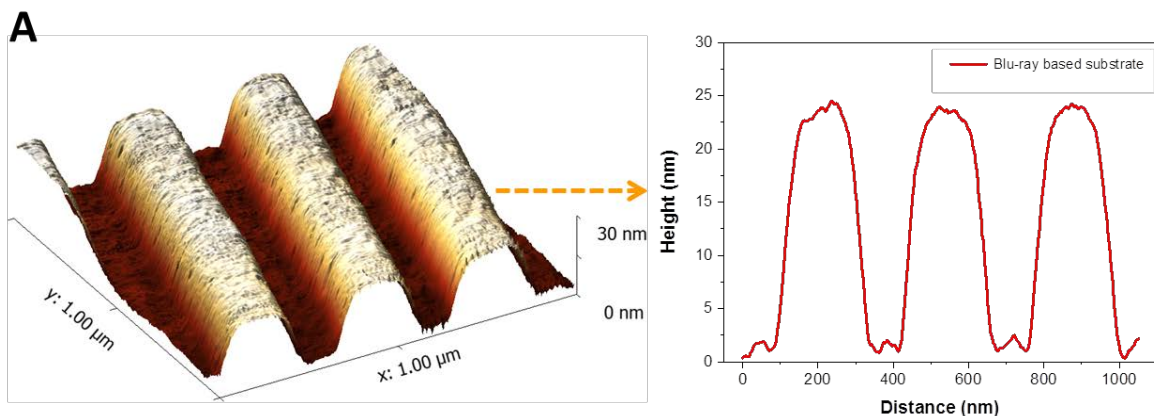 A
30 nm
0 nm
y: 1.00 µm
x: 1.00 µm
Blu-ray based substrate
Height (nm)
30
25
20
15
10
5
0
0 200 400 600 800 1000
Distance (nm)